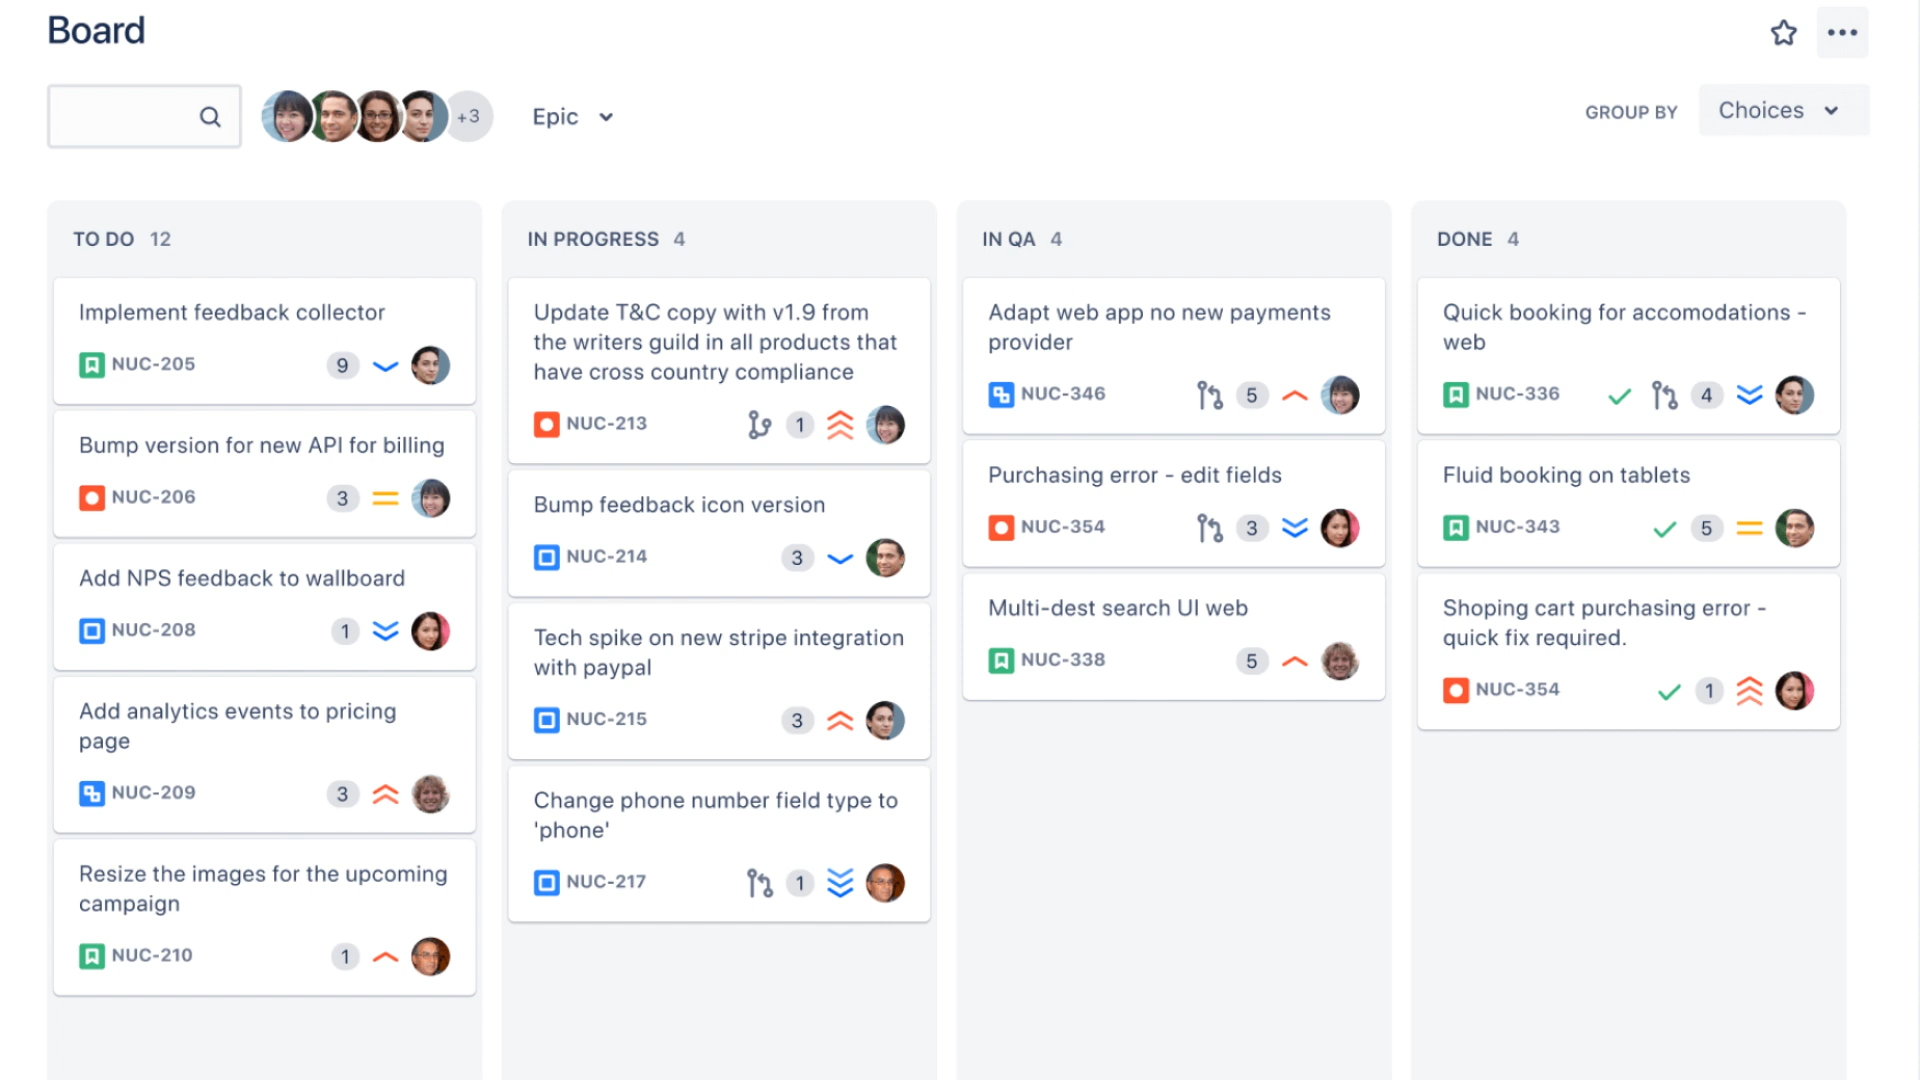 Board
+3
Epic
GROUP BY
Choices
TO DO 12
Implement feedback collector
NUC-205
9
Bump version for new API for billing
NUC-206
3
Add NPS feedback to wallboard
NUC-208
1
Add analytics events to pricing
page
NUC-209
3
Resize the images for the upcoming
campaign
NUC-210
1
IN PROGRESS 4
Update T&C copy with v1.9 from
the writers guild in all products that
have cross country compliance
NUC-213
1
Bump feedback icon version
NUC-214
3
Tech spike on new stripe integration
with paypal
NUC-215
3
Change phone number field type to
'phone'
NUC-217
1
IN QA 4
Adapt web app no new payments
provider
NUC-346
5
Purchasing error - edit fields
NUC-354
3
Multi-dest search UI web
NUC-338
5
DONE 4
Quick booking for accomodations -
web
NUC-336
4
Fluid booking on tablets
NUC-343
5
Shoping cart purchasing error -
quick fix required.
NUC-354
1